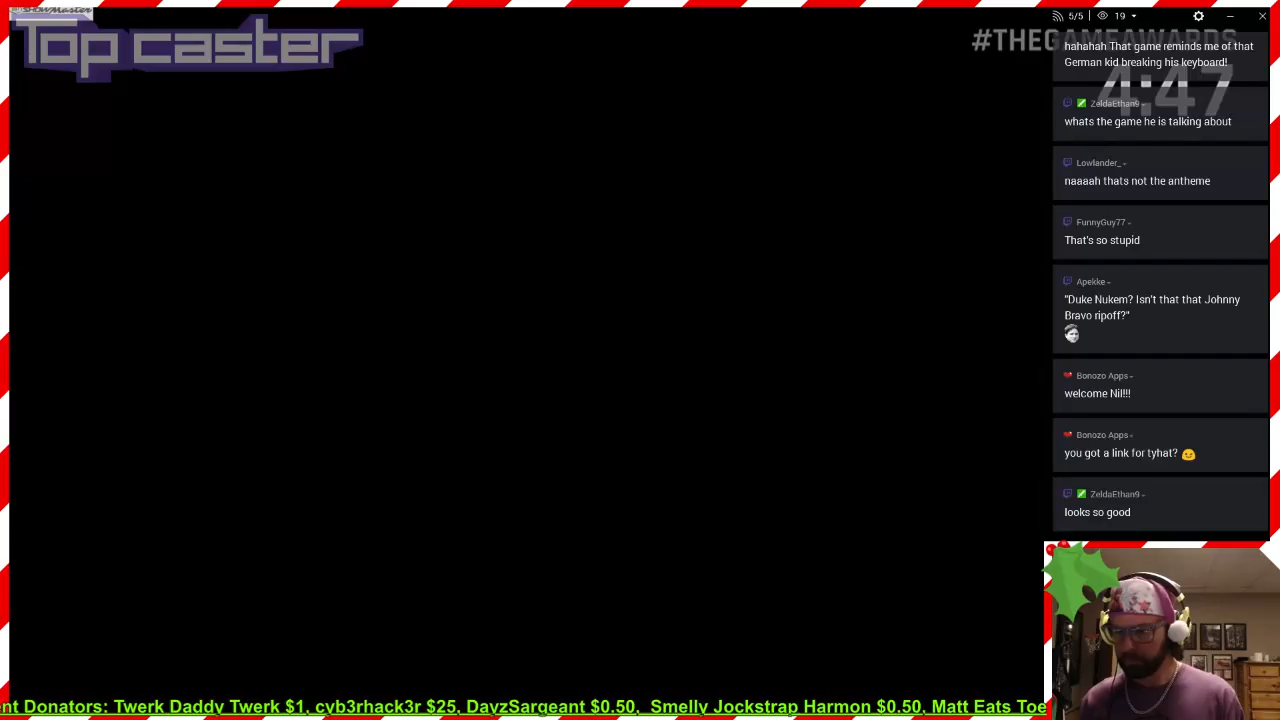 SHOWMaster
Top caster
5/5
19
#THEGAMEAWARDS
4:47
hahahah That game reminds me of that
German kid breaking his keyboard!
ZeldaEthan9
whats the game he is talking about
Lowlander_
naaaah thats not the antheme
FunnyGuy77
That's so stupid
Apekke
"Duke Nukem? Isn't that that Johnny
Bravo ripoff?"
Bonozo Apps
welcome Nil!!!
Bonozo Apps
you got a link for tyhat? 😉
ZeldaEthan9
looks so good
nt Donators: Twerk Daddy Twerk $1, cyb3rhack3r $25, DayzSargeant $0.50, Smelly Jockstrap Harmon $0.50, Matt Eats Toe